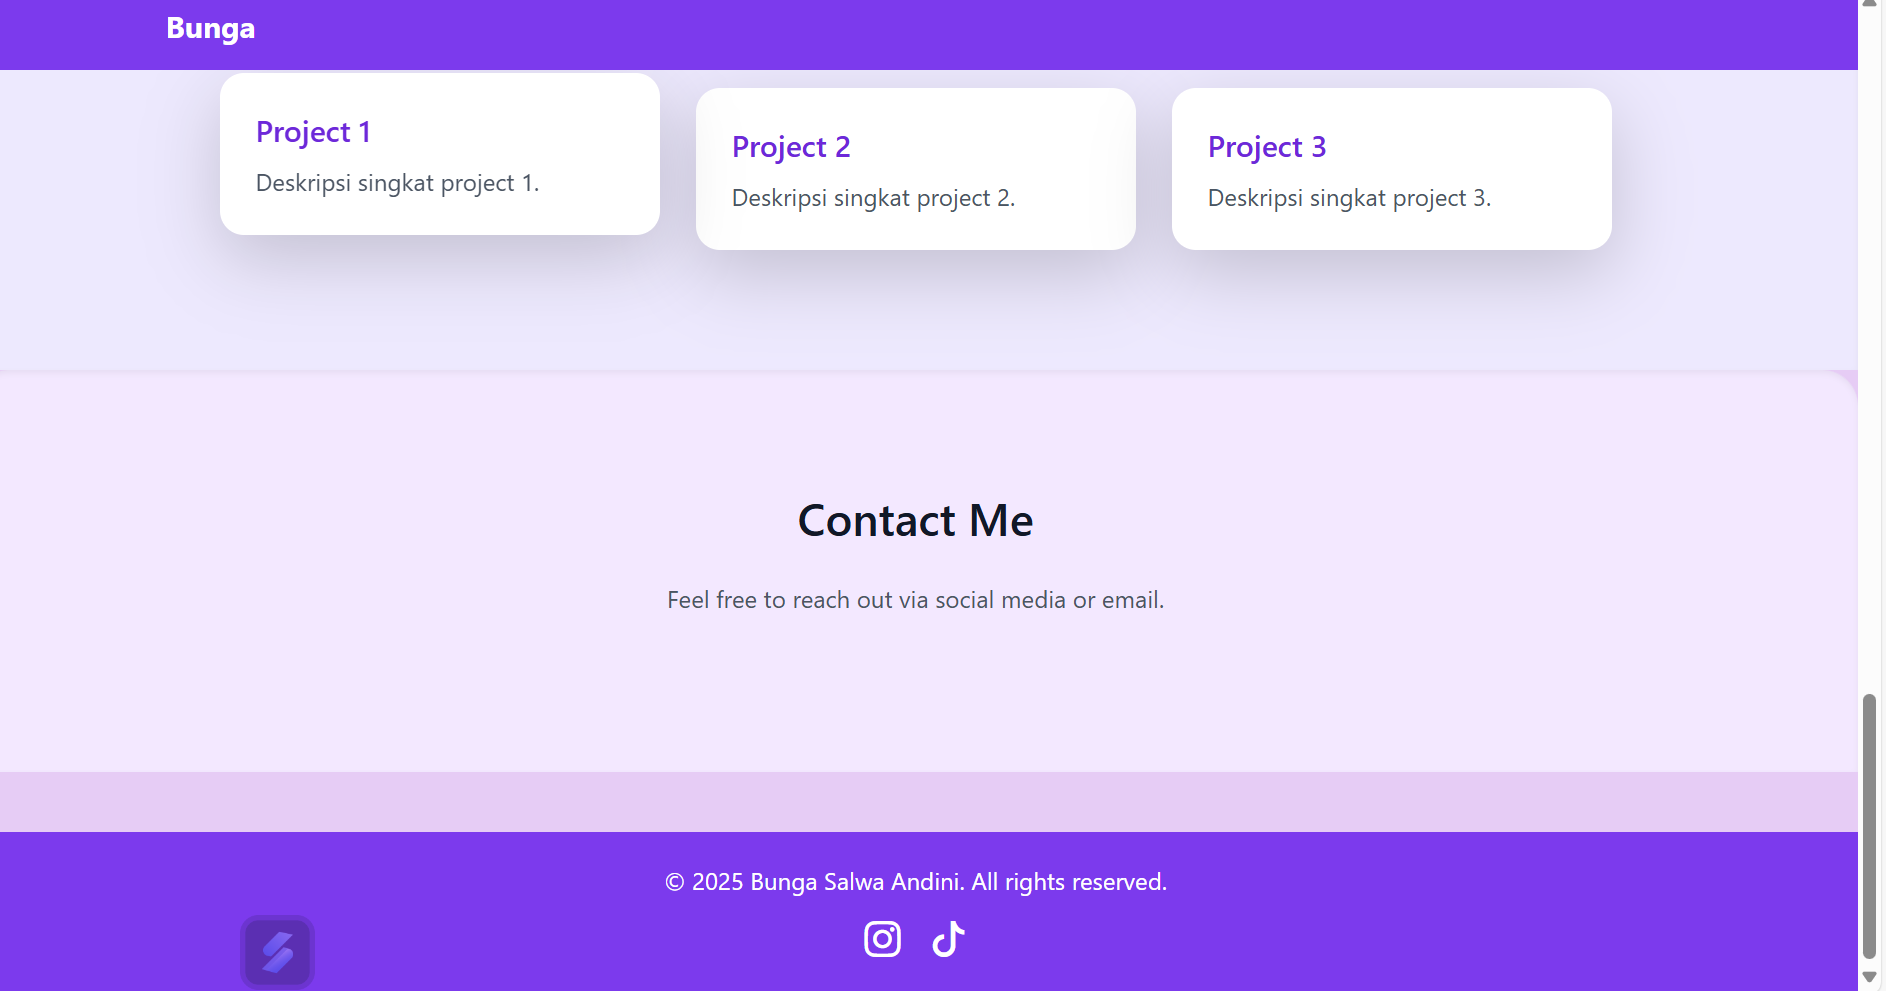 Bunga
Project 1
Deskripsi singkat project 1.
Project 2
Deskripsi singkat project 2.
Project 3
Deskripsi singkat project 3.
Contact Me
Feel free to reach out via social media or email.
© 2025 Bunga Salwa Andini. All rights reserved.